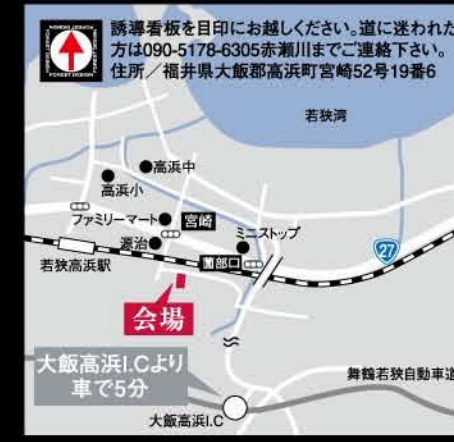 誘導看板を目印にお越しください。道に迷われた
方は090-5178-6305赤瀬川までご連絡下さい。
住所／福井県大飯郡高浜町宮崎52号19番6
FOREST DESIGN
若狭湾
高浜中
高浜小
ファミリーマート
宮崎
源治
ミニストップ
27
薗部口
若狭高浜駅
会場
大飯高浜I.Cより
車で5分
舞鶴若狭自動車道
大飯高浜I.C